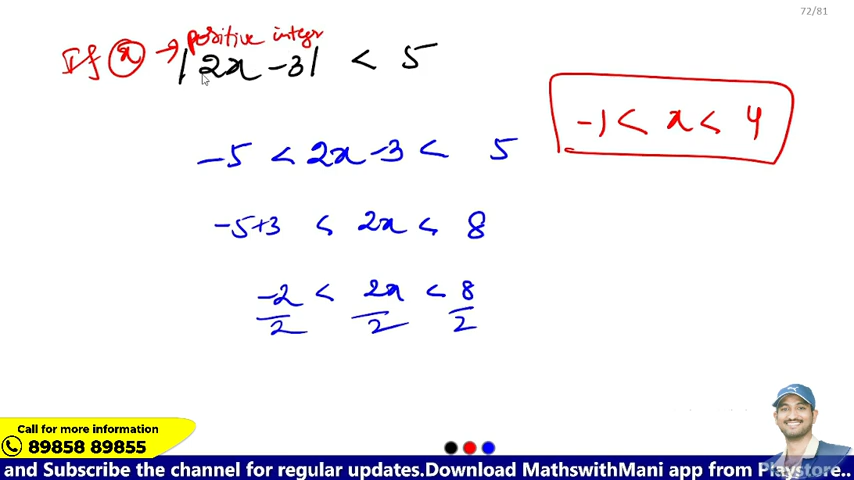 72/81
If x → positive integr
|2x - 3| < 5
-1 < x < 4
-5 < 2x - 3 < 5
-5+3 < 2x < 8
-2/2 < 2x/2 < 8/2
Call for more information
89858 89855
and Subscribe the channel for regular updates.Download MathswithMani app from Playstore..